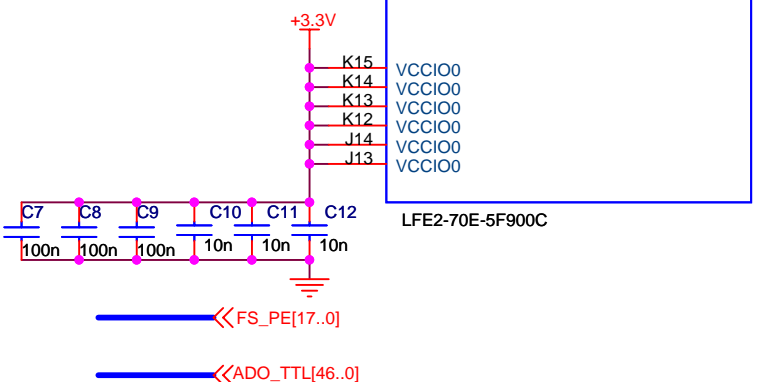 +3.3V
K15 VCCIO0
K14 VCCIO0
K13 VCCIO0
K12 VCCIO0
J14 VCCIO0
J13 VCCIO0
C7 C8 C9 C10 C11 C12
LFE2-70E-5F900C
100n 100n 100n 10n 10n 10n
FS_PE[17..0]
ADO_TTL[46..0]